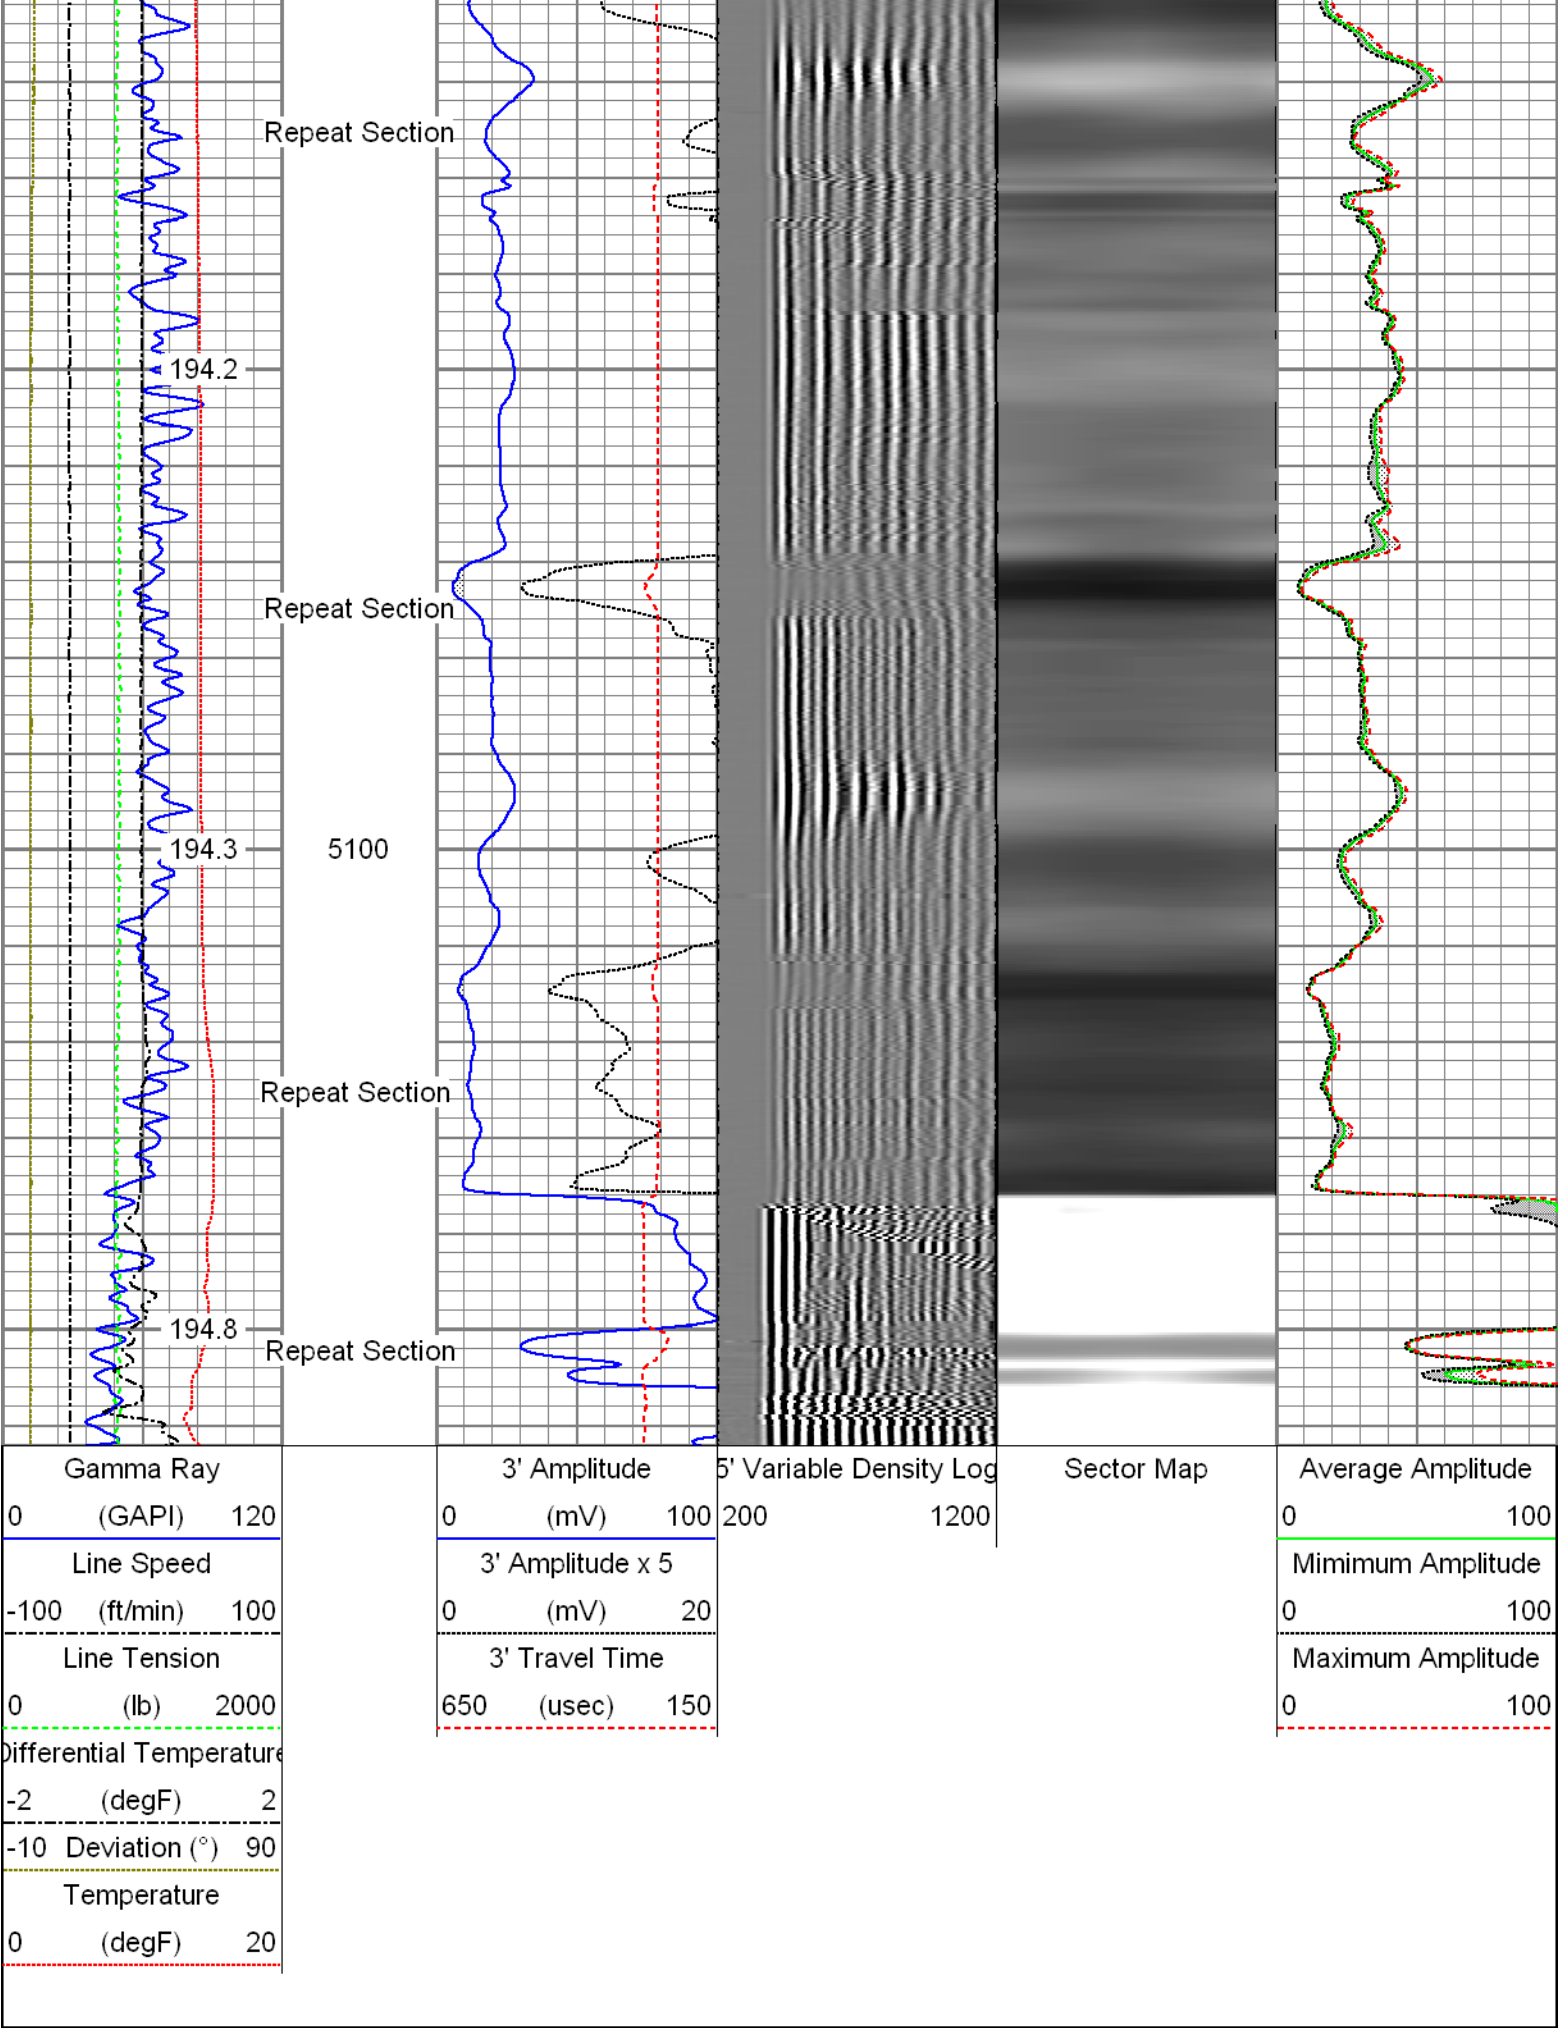 Repeat Section
194.2
Repeat Section
194.3
5100
Repeat Section
194.8
Repeat Section
Gamma Ray
0 (GAPI) 120
Line Speed
-100 (ft/min) 100
Line Tension
0 (lb) 2000
Differential Temperature
-2 (degF) 2
-10 Deviation (°) 90
Temperature
0 (degF) 20
3' Amplitude
0 (mV) 100
3' Amplitude x 5
0 (mV) 20
3' Travel Time
650 (usec) 150
5' Variable Density Log
200 1200
Sector Map
Average Amplitude
0 100
Mimimum Amplitude
0 100
Maximum Amplitude
0 100